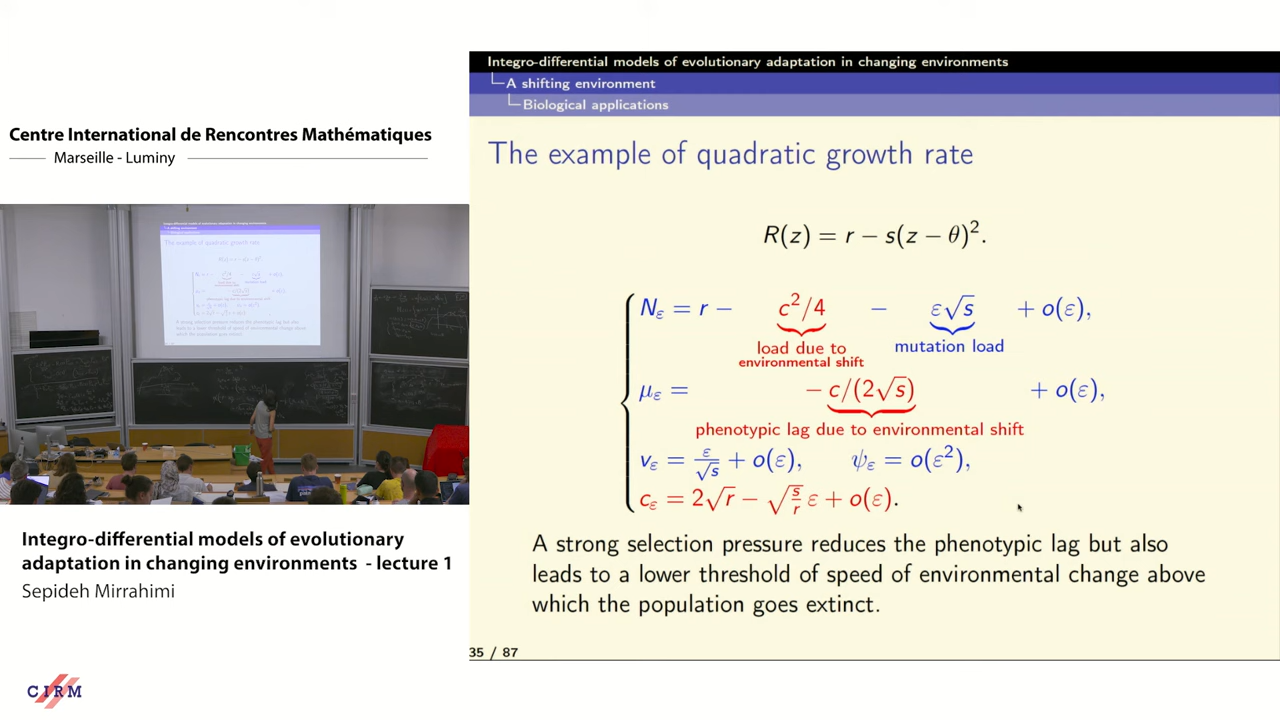 Centre International de Rencontres Mathématiques
Marseille - Luminy
Integro-differential models of evolutionary
adaptation in changing environments - lecture 1
Sepideh Mirrahimi
CIRM
Integro-differential models of evolutionary adaptation in changing environments
A shifting environment
Biological applications
The example of quadratic growth rate
R(z) = r − s(z − θ)².
N_ε = r − c²/4 − ε√s + o(ε),
load due to environmental shift
mutation load
μ_ε = − c/(2√s) + o(ε),
phenotypic lag due to environmental shift
v_ε = ε/√s + o(ε), ψ_ε = o(ε²),
c_ε = 2√r − √(s/r) ε + o(ε).
A strong selection pressure reduces the phenotypic lag but also
leads to a lower threshold of speed of environmental change above
which the population goes extinct.
35 / 87